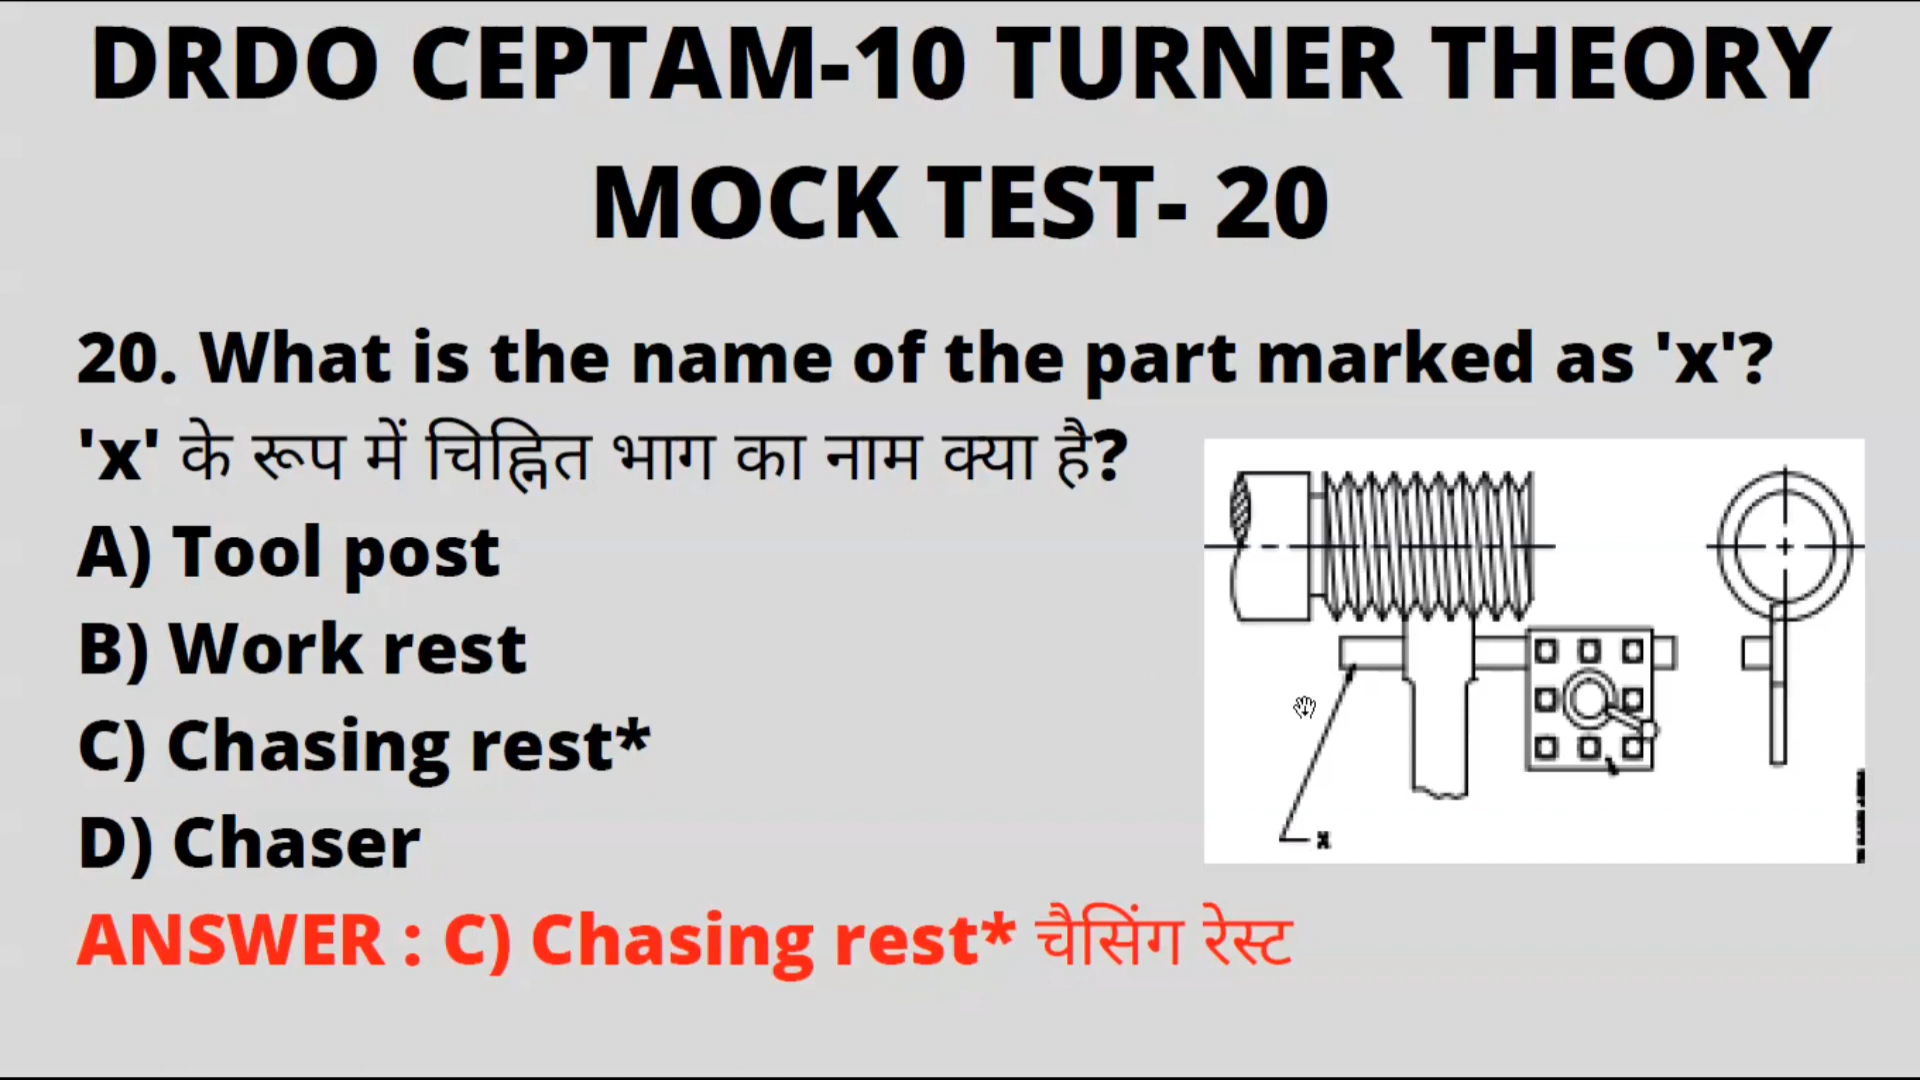 DRDO CEPTAM-10 TURNER THEORY
MOCK TEST- 20
20. What is the name of the part marked as 'x'?
'x' के रूप में चिह्नित भाग का नाम क्या है?
A) Tool post
B) Work rest
C) Chasing rest*
D) Chaser
x
ANSWER : C) Chasing rest* चैसिंग रेस्ट